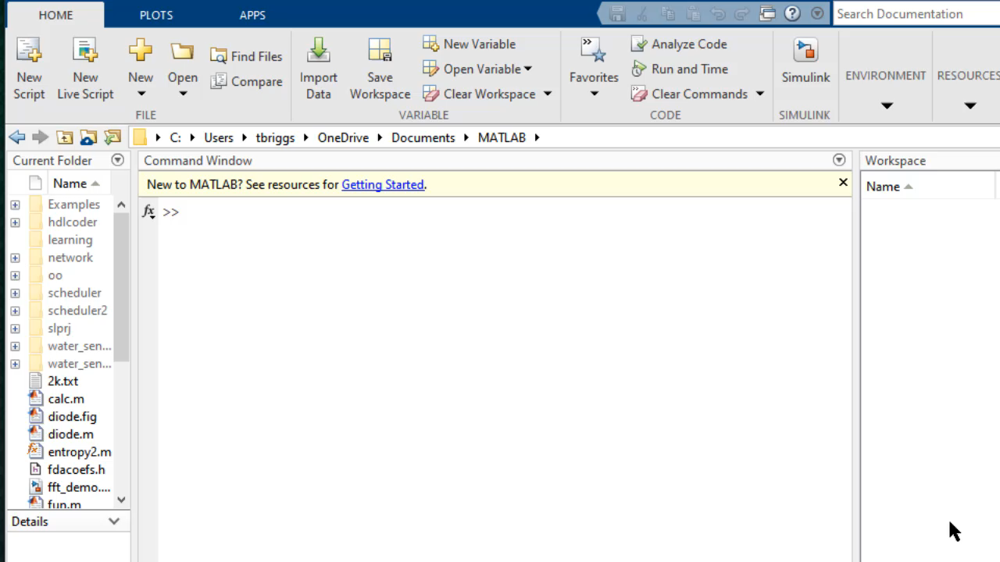 HOME PLOTS APPS Search Documentation
New Script
New Live Script
New
Open
Find Files
Compare
FILE
Import Data
Save Workspace
New Variable
Open Variable
Clear Workspace
VARIABLE
Favorites
Analyze Code
Run and Time
Clear Commands
CODE
Simulink
SIMULINK
ENVIRONMENT
RESOURCES
C: Users tbriggs OneDrive Documents MATLAB
Current Folder
Name
Examples
hdlcoder
learning
network
oo
scheduler
scheduler2
slprj
water_sen...
water_sen...
2k.txt
calc.m
diode.fig
diode.m
entropy2.m
fdacoefs.h
fft_demo....
fun.m
Details
Command Window
New to MATLAB? See resources for Getting Started.
fx >>
Workspace
Name